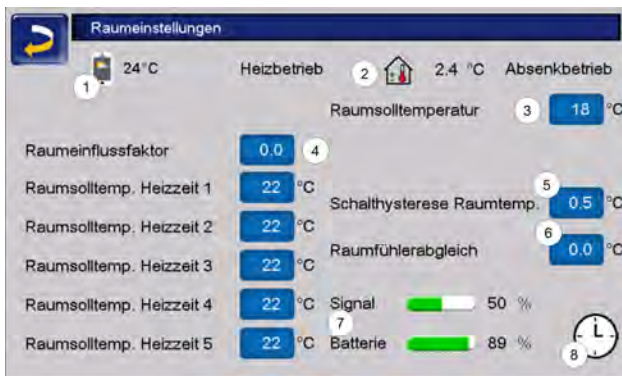 Raumeinstellungen
1 24°C Heizbetrieb 2 2.4 °C Absenkbetrieb
Raumsolltemperatur 3 18 °C
Raumeinflussfaktor 0.0 4
Raumsolltemp. Heizzeit 1 22 °C
Schalthysterese Raumtemp. 5 0.5 °C
Raumsolltemp. Heizzeit 2 22 °C
Raumfühlerabgleich 6 0.0 °C
Raumsolltemp. Heizzeit 3 22 °C
Raumsolltemp. Heizzeit 4 22 °C Signal 50 %
7
Raumsolltemp. Heizzeit 5 22 °C Batterie 89 %
8